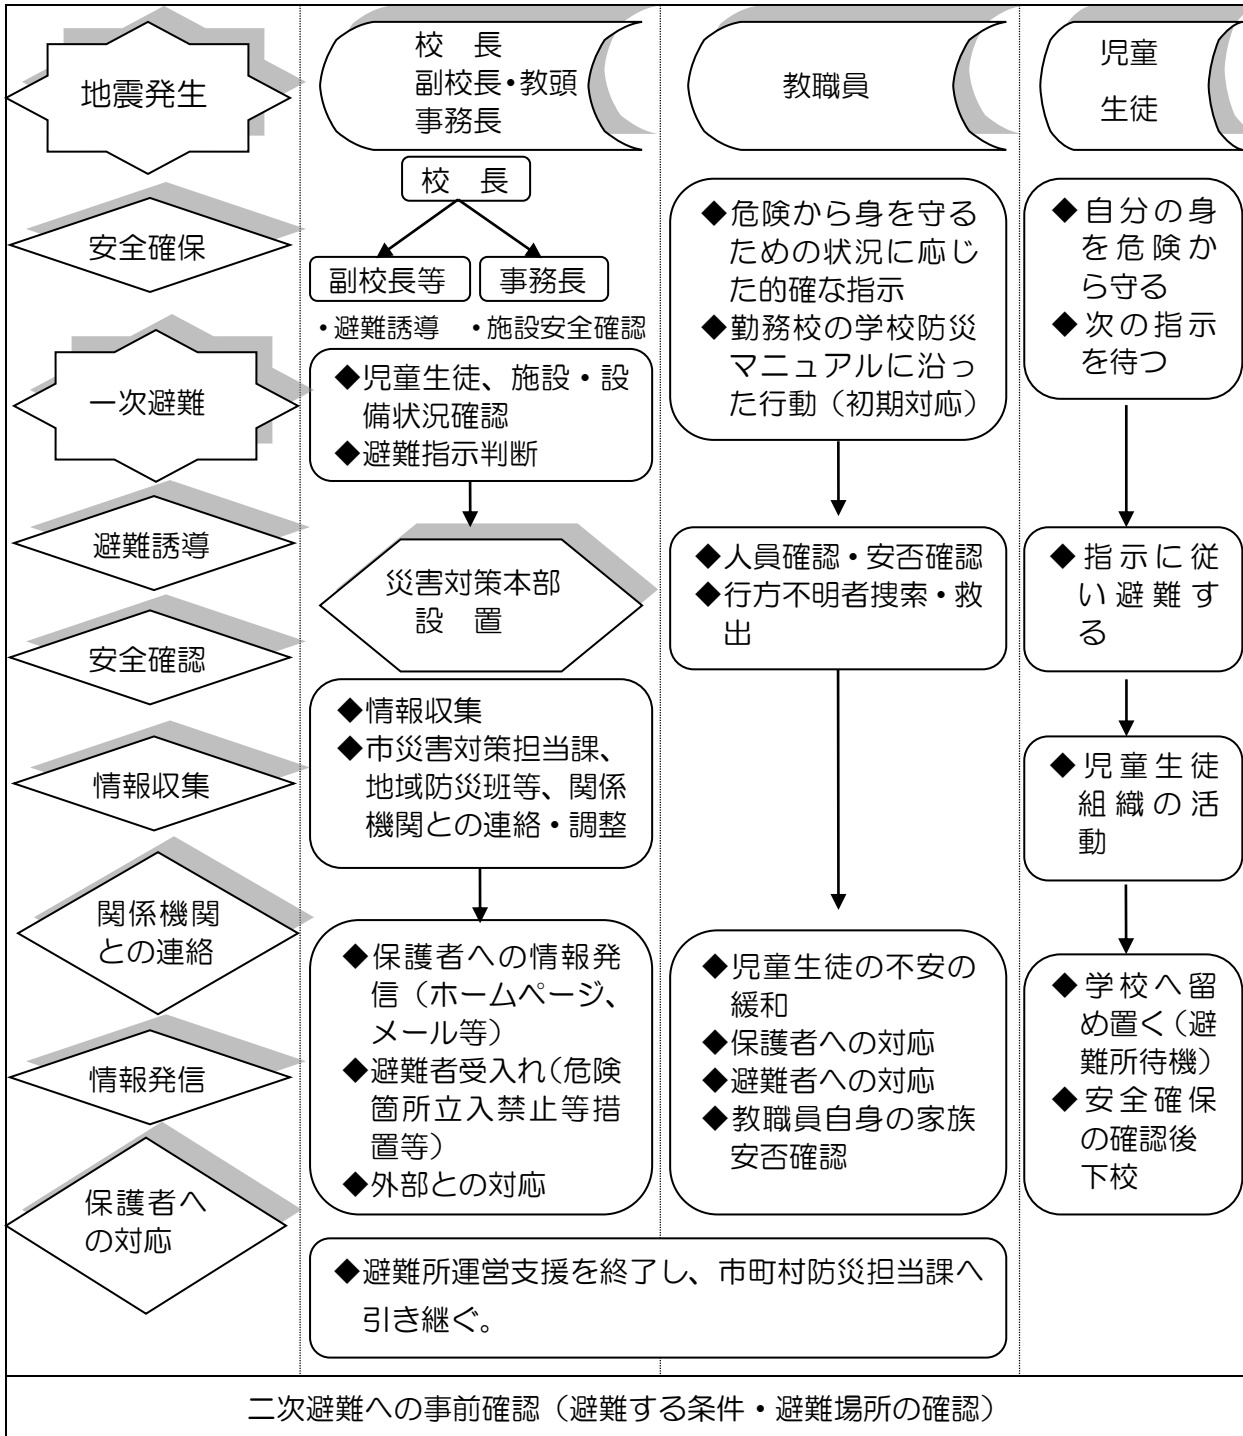 地震発生
安全確保
一次避難
避難誘導
安全確認
情報収集
関係機関
との連絡
情報発信
保護者へ
の対応
校　長
副校長・教頭
事務長
校　長
副校長等
事務長
・避難誘導
・施設安全確認
◆児童生徒、施設・設
備状況確認
◆避難指示判断
災害対策本部
設　置
◆情報収集
◆市災害対策担当課、
地域防災班等、関係
機関との連絡・調整
◆保護者への情報発
信（ホームページ、
メール等）
◆避難者受入れ（危険
箇所立入禁止等措
置等）
◆外部との対応
教職員
◆危険から身を守る
ための状況に応じ
た的確な指示
◆勤務校の学校防災
マニュアルに沿っ
た行動（初期対応）
◆人員確認・安否確認
◆行方不明者捜索・救
出
◆児童生徒の不安の
緩和
◆保護者への対応
◆避難者への対応
◆教職員自身の家族
安否確認
児童
生徒
◆自分の身
を危険か
ら守る
◆次の指示
を待つ
◆指示に従
い避難す
る
◆児童生徒
組織の活
動
◆学校へ留
め置く（避
難所待機）
◆安全確保
の確認後
下校
◆避難所運営支援を終了し、市町村防災担当課へ
引き継ぐ。
二次避難への事前確認（避難する条件・避難場所の確認）